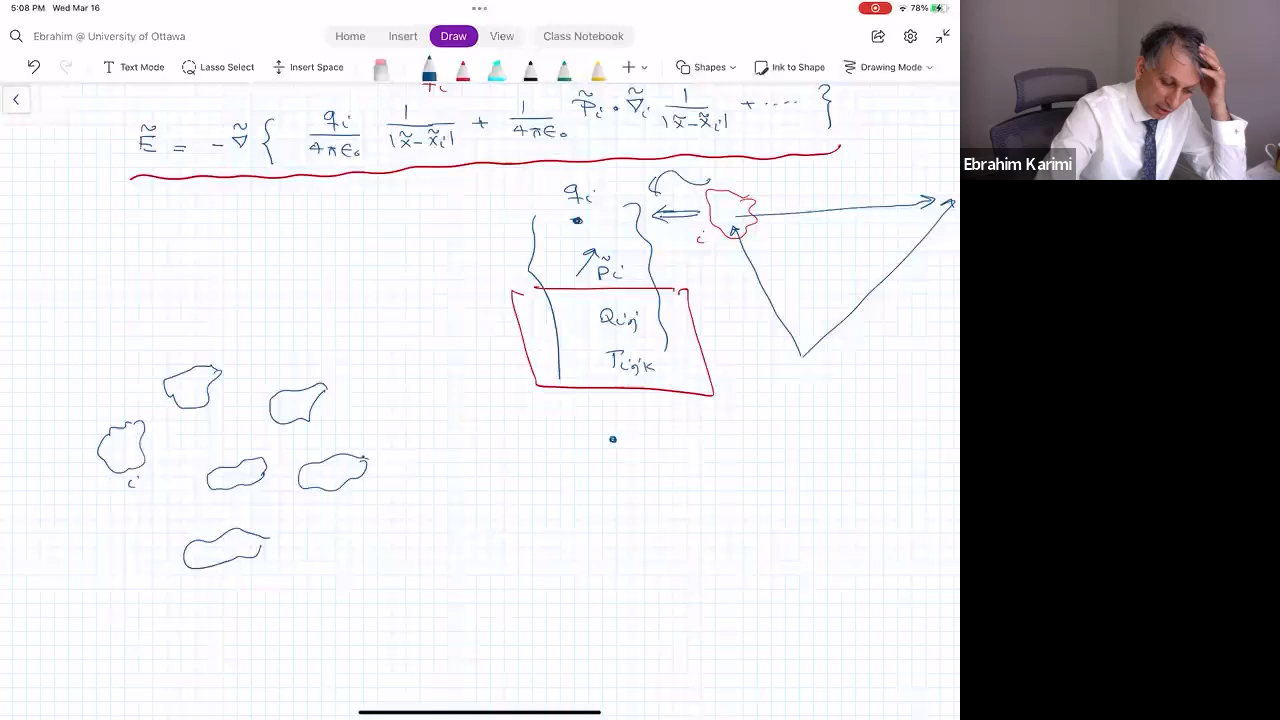 5:08 PM Wed Mar 16
78%
Ebrahim @ University of Ottawa
Home Insert Draw View Class Notebook
Text Mode Lasso Select Insert Space Shapes Ink to Shape Drawing Mode
Ẽ = - ∇̃ { qi/4πε₀ 1/|x̃-x̃i| + 1/4πε₀ P̃i · ∇̃i 1/|x̃-x̃i| + .... }
Ebrahim Karimi
qi
i
P̃i
Qij
Tijk
i